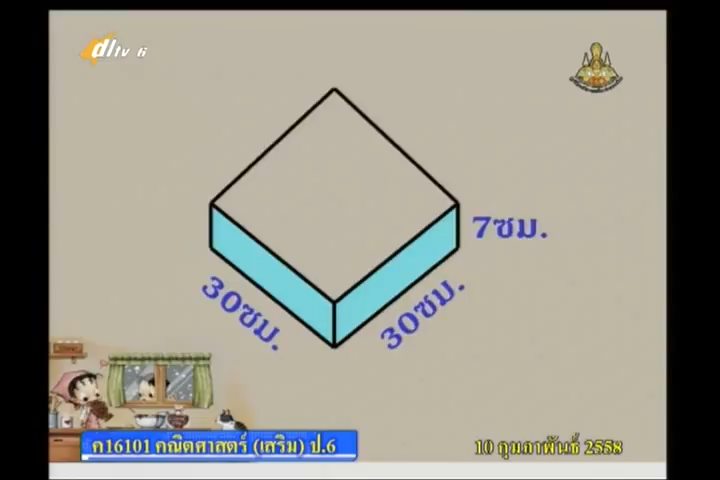 dltv 6
7ซม.
30ซม.
30ซม.
ค16101 คณิตศาสตร์ (เสริม) ป.6
10 กุมภาพันธ์ 2558